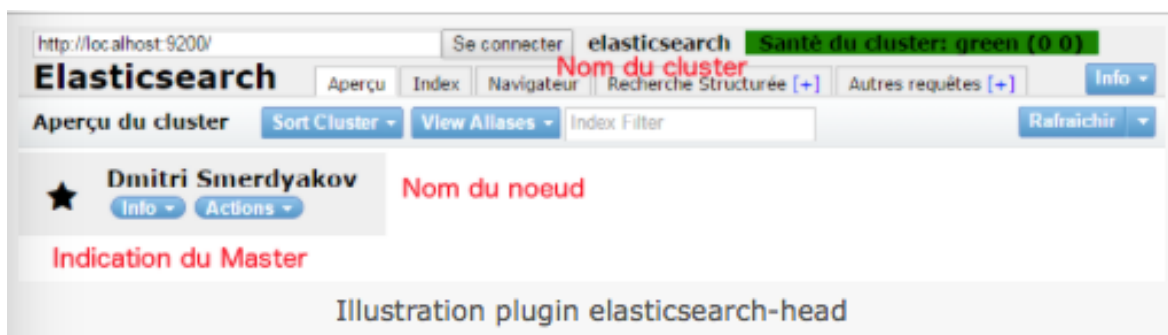 http://localhost:9200/ Se connecter elasticsearch Santé du cluster: green (0 0)
Elasticsearch Aperçu Index Navigateur Recherche Structurée [+] Autres requêtes [+] Info
Nom du cluster
Aperçu du cluster Sort Cluster View Aliases Index Filter Rafraichir
Dmitri Smerdyakov
Info Actions
Nom du noeud
Indication du Master
Illustration plugin elasticsearch-head